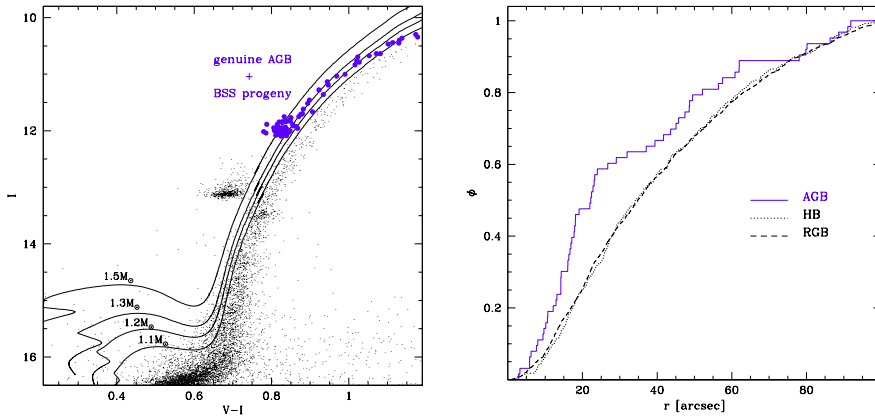 10
12
14
16
I
0.4
0.6
0.8
1
V-I
genuine AGB
+
BSS progeny
1.5M⊙
1.3M⊙
1.2M⊙
1.1M⊙
1
0.8
0.6
0.4
0.2
φ
20
40
60
80
r [arcsec]
AGB
HB
RGB